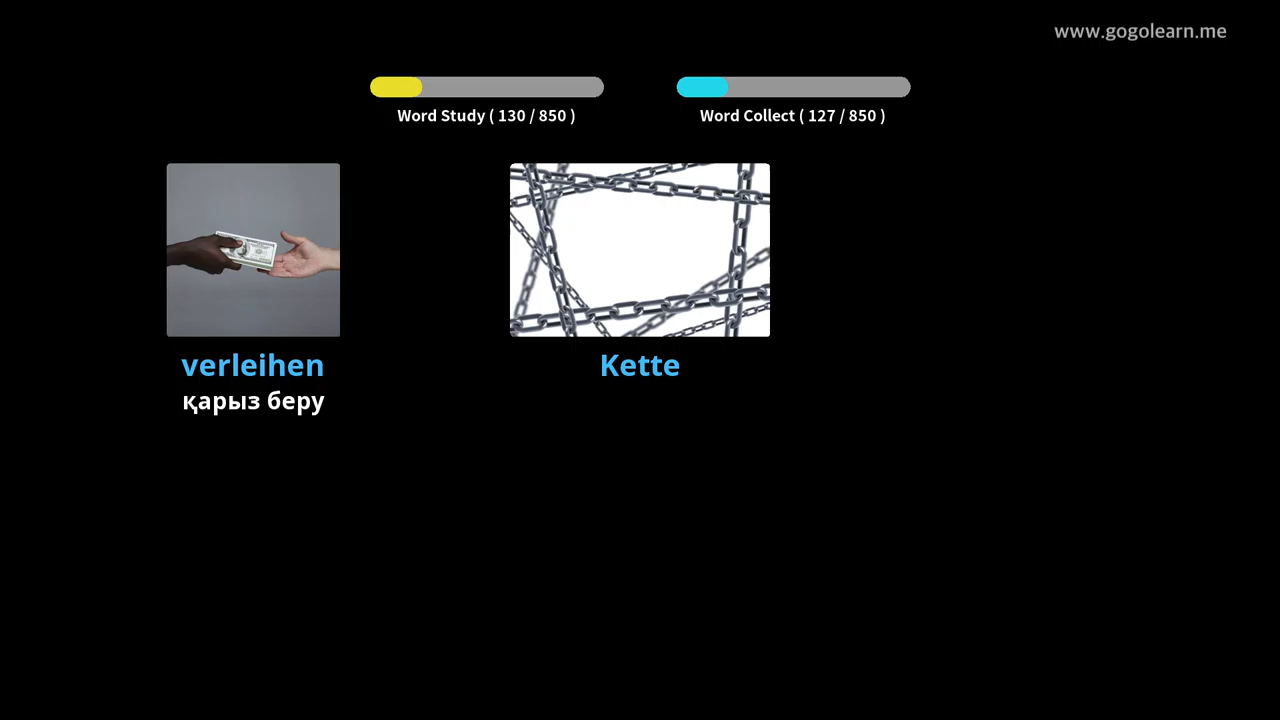 www.gogolearn.me
Word Study ( 130 / 850 )
Word Collect ( 127 / 850 )
verleihen
қарыз беру
Kette